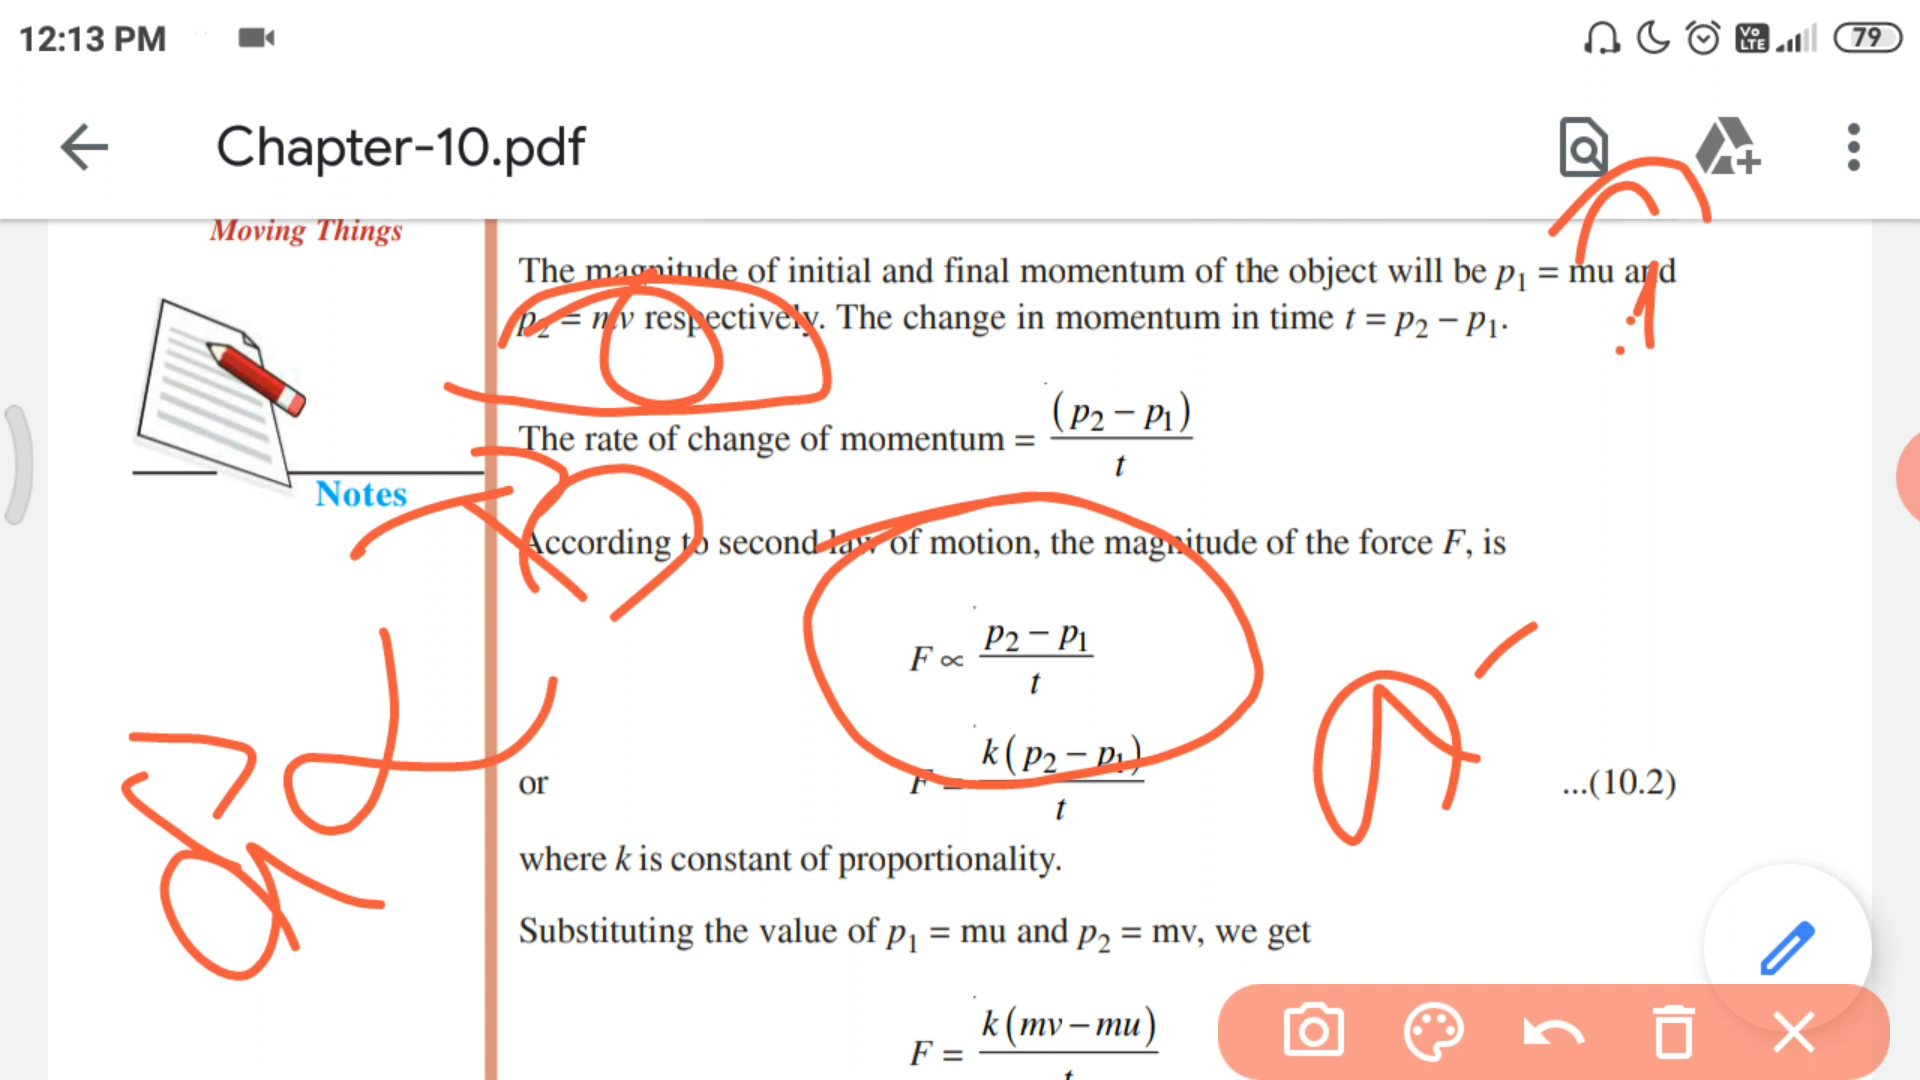 12:13 PM
Vo LTE 79
Chapter-10.pdf
Moving Things
The magnitude of initial and final momentum of the object will be p₁ = mu and
p₂ = mv respectively. The change in momentum in time t = p₂ − p₁.
The rate of change of momentum = (p₂ − p₁) / t
Notes
According to second law of motion, the magnitude of the force F, is
F ∝ p₂ − p₁ / t
or F = k(p₂ − p₁) / t ...(10.2)
where k is constant of proportionality.
Substituting the value of p₁ = mu and p₂ = mv, we get
F = k(mv − mu) / t